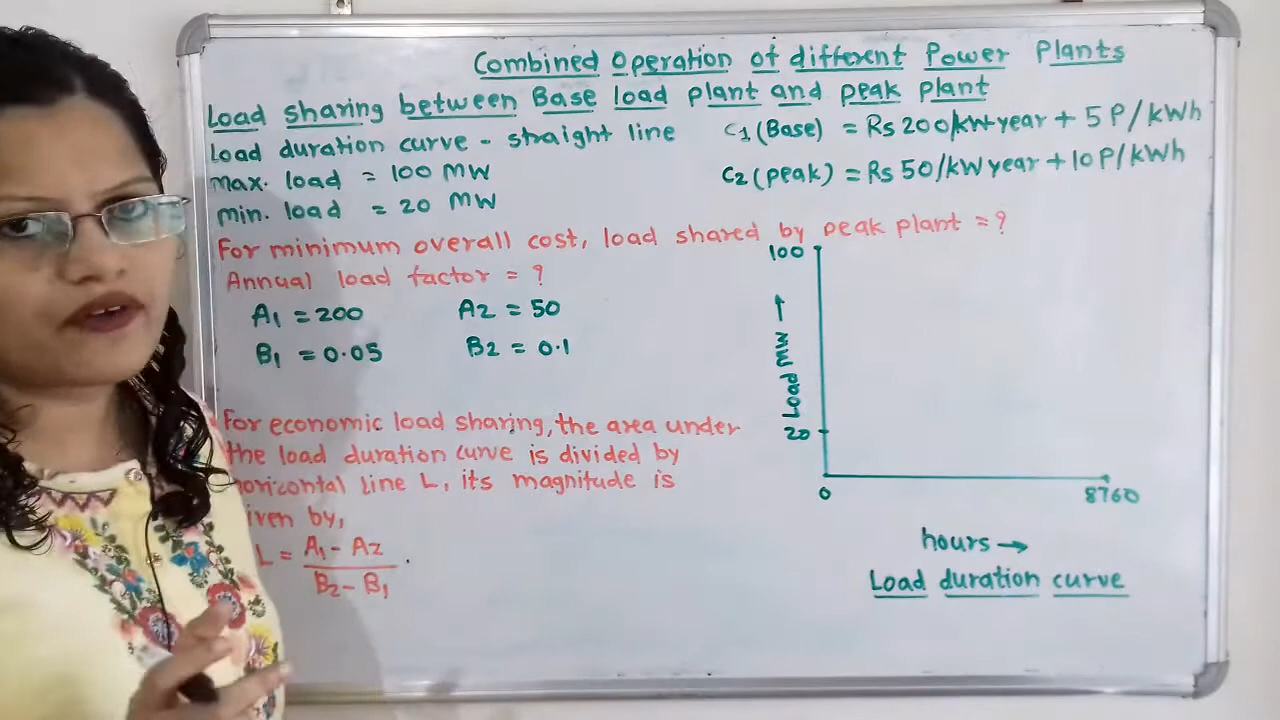 Combined Operation of different Power Plants
Load sharing between Base load plant and peak plant
Load duration curve - straight line
max. load = 100 MW
min. load = 20 MW
C1 (Base) = Rs 200/kW year + 5 P/kWh
C2 (peak) = Rs 50/kW year + 10 P/kWh
For minimum overall cost, load shared by peak plant = ?
Annual load factor = ?
A1 = 200 A2 = 50
B1 = 0.05 B2 = 0.1
For economic load sharing, the area under
the load duration curve is divided by
horizontal line L, its magnitude is
given by,
L = A1 - A2
B2 - B1
100
Load MW →
20
0 8760
hours →
Load duration curve